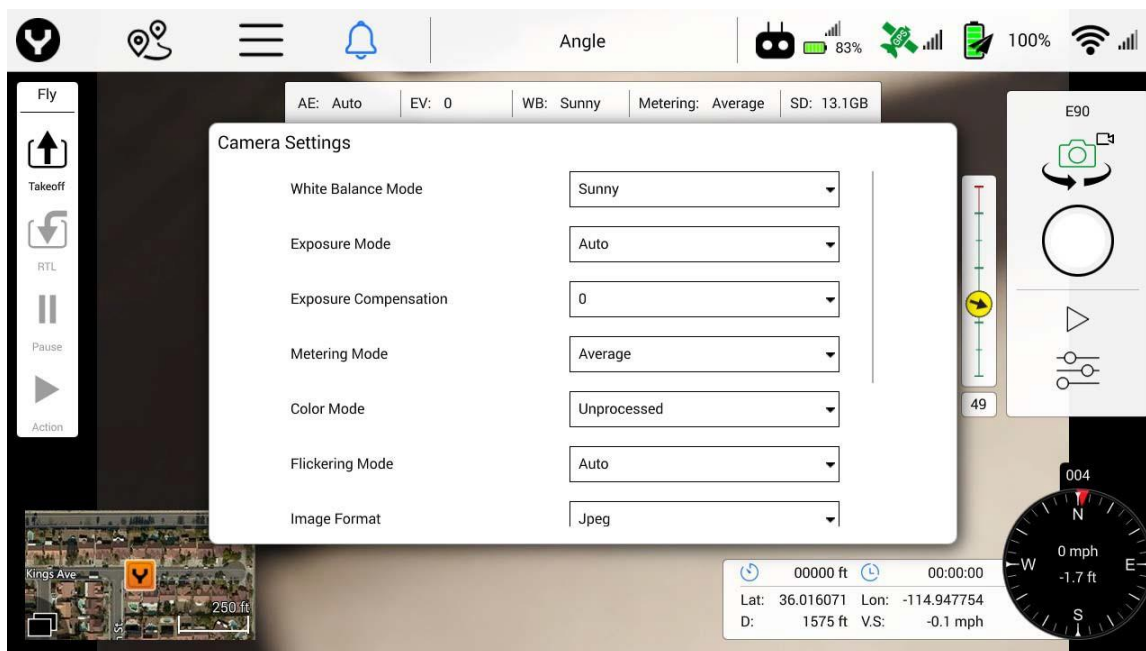 Angle
83%
GPS
100%
Fly
Takeoff
RTL
Pause
Action
AE: Auto EV: 0 WB: Sunny Metering: Average SD: 13.1GB
Camera Settings
White Balance Mode Sunny
Exposure Mode Auto
Exposure Compensation 0
Metering Mode Average
Color Mode Unprocessed
Flickering Mode Auto
Image Format Jpeg
E90
49
Kings Ave
St.
250 ft
00000 ft 00:00:00
Lat: 36.016071 Lon: -114.947754
D: 1575 ft V.S: -0.1 mph
004
N
0 mph
W E
-1.7 ft
S